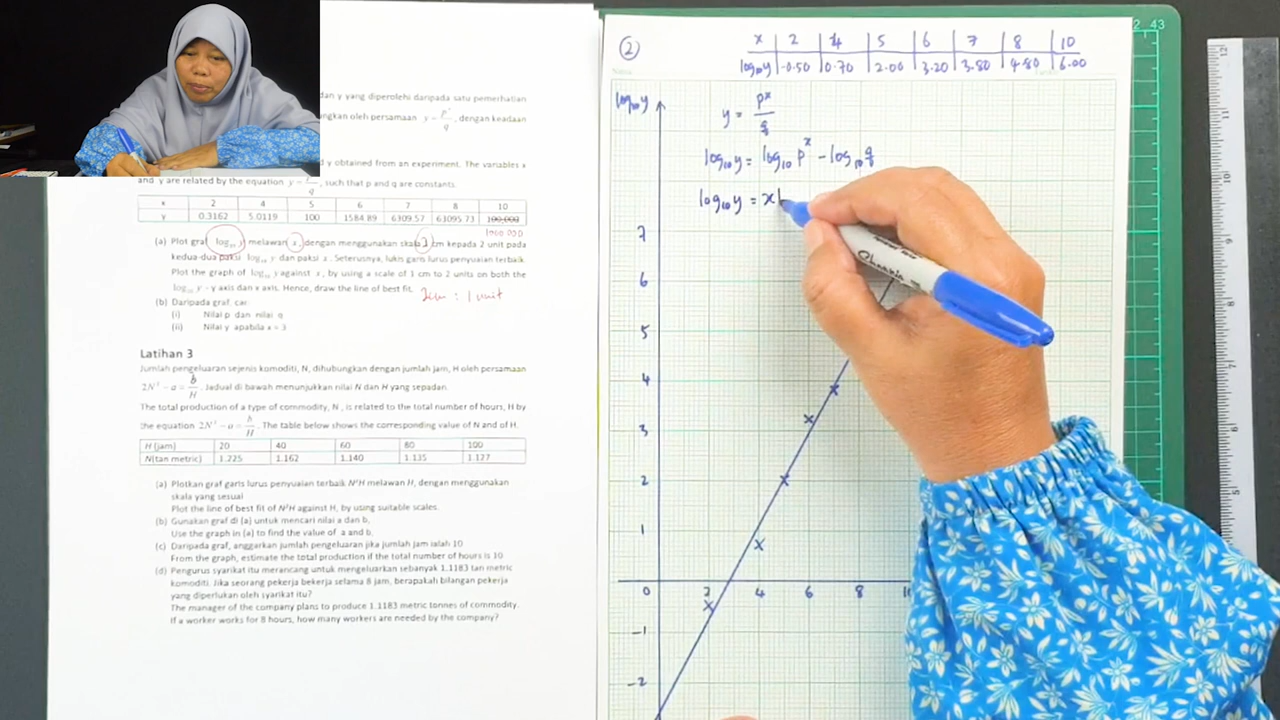 dan y yang diperolehi daripada satu pemerhatian
oleh persamaan y = pˣ/q , dengan keadaan
d y obtained from an experiment. The variables x
and y are related by the equation y = pˣ/q , such that p and q are constants.
x 2 4 5 6 7 8 10
y 0.3162 5.0119 100 1584.89 6309.57 63095.73 100,000
1000 000
(a) Plot graf log₁₀ y melawan x, dengan menggunakan skala 1 cm kepada 2 unit pada
kedua-dua paksi log₁₀ y dan paksi x. Seterusnya, lukis garis lurus penyuaian terbaik.
Plot the graph of log₁₀ y against x, by using a scale of 1 cm to 2 units on both the
log₁₀ y - y axis dan x axis. Hence, draw the line of best fit. 2cm : 1 unit
(b) Daripada graf, cari
(i) Nilai p dan nilai q
(ii) Nilai y apabila x = 3
Latihan 3
Jumlah pengeluaran sejenis komoditi, N, dihubungkan dengan jumlah jam, H oleh persamaan
. Jadual di bawah menunjukkan nilai N dan H yang sepadan.
The total production of a type of commodity, N , is related to the total number of hours, H by
the equation . The table below shows the corresponding value of N and of H.
H (jam) 20 40 60 80 100
N(tan metric) 1.225 1.162 1.140 1.135 1.127
(a) Plotkan graf garis lurus penyuaian terbaik N²H melawan H, dengan menggunakan
skala yang sesuai
Plot the line of best fit of N²H against H, by using suitable scales.
(b) Gunakan graf di (a) untuk mencari nilai a dan b,
Use the graph in (a) to find the value of a and b,
(c) Daripada graf, anggarkan jumlah pengeluaran jika jumlah jam ialah 10
From the graph, estimate the total production if the total number of hours is 10
(d) Pengurus syarikat itu merancang untuk mengeluarkan sebanyak 1.1183 tan metric
komoditi. Jika seorang pekerja bekerja selama 8 jam, berapakah bilangan pekerja
yang diperlukan oleh syarikat itu?
The manager of the company plans to produce 1.1183 metric tonnes of commodity.
If a worker works for 8 hours, how many workers are needed by the company?
2
x 2 4 5 6 7 8 10
log₁₀y -0.50 0.70 2.00 3.20 3.80 4.80 6.00
log₁₀ y
y = pˣ/q
log₁₀y = log₁₀ pˣ - log₁₀ q
log₁₀y = x
7
6
5
4
3
2
1
0 2 4 6 8
-1
-2
43
Chuanxin